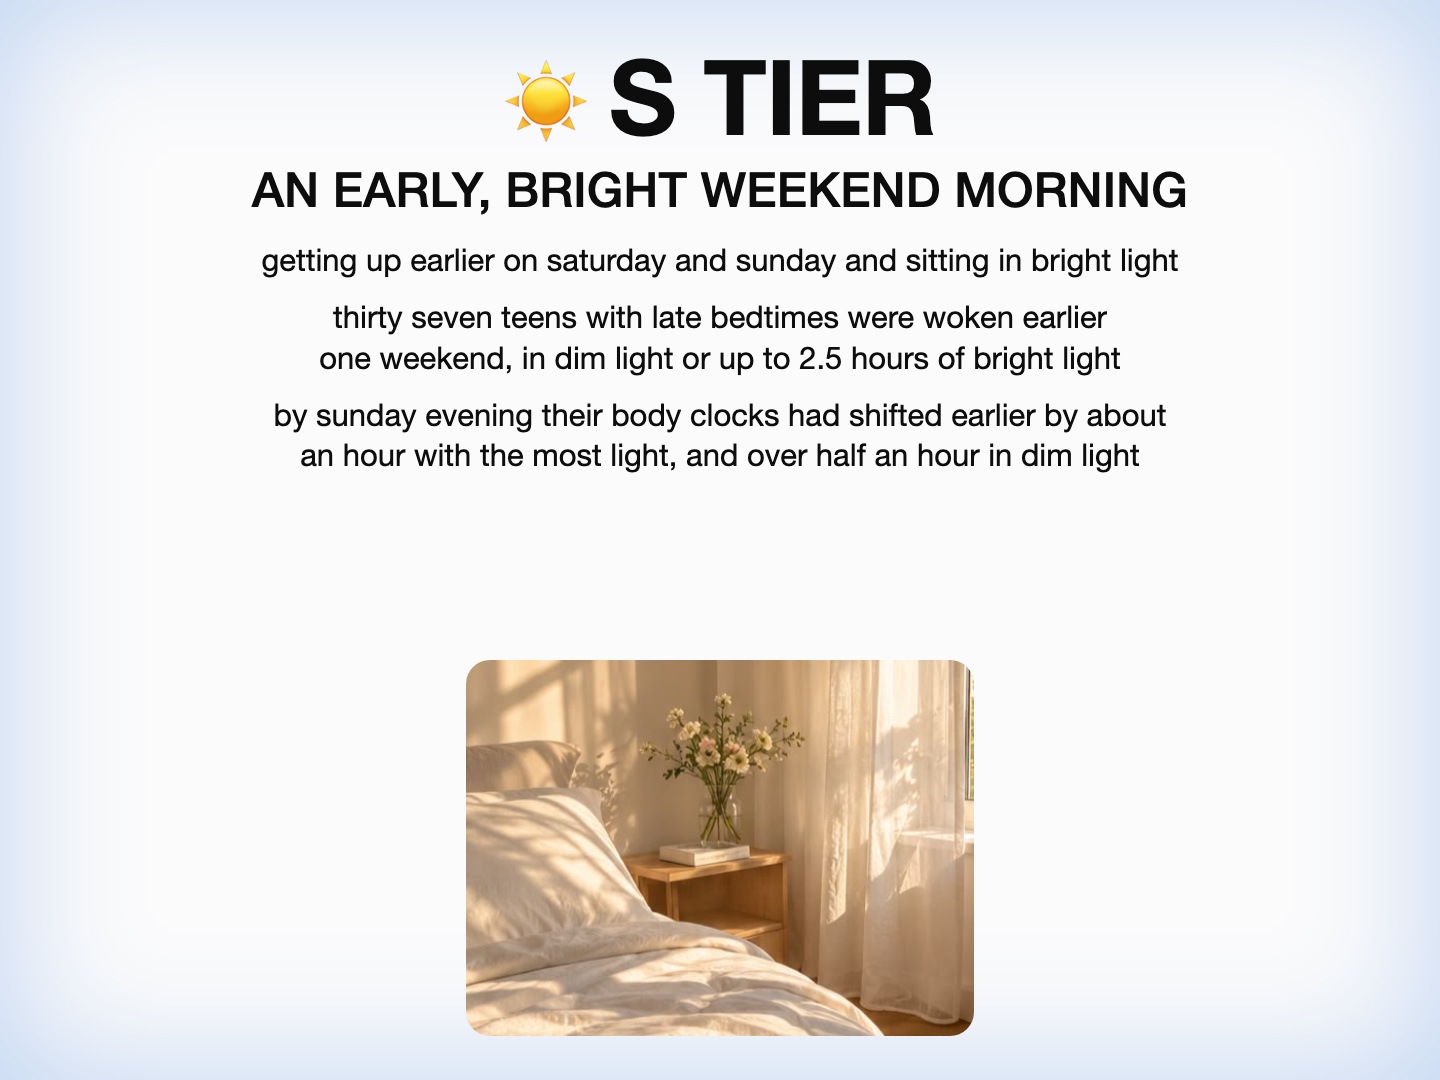 ☀️ S TIER
AN EARLY, BRIGHT WEEKEND MORNING
getting up earlier on saturday and sunday and sitting in bright light
thirty seven teens with late bedtimes were woken earlier
one weekend, in dim light or up to 2.5 hours of bright light
by sunday evening their body clocks had shifted earlier by about
an hour with the most light, and over half an hour in dim light